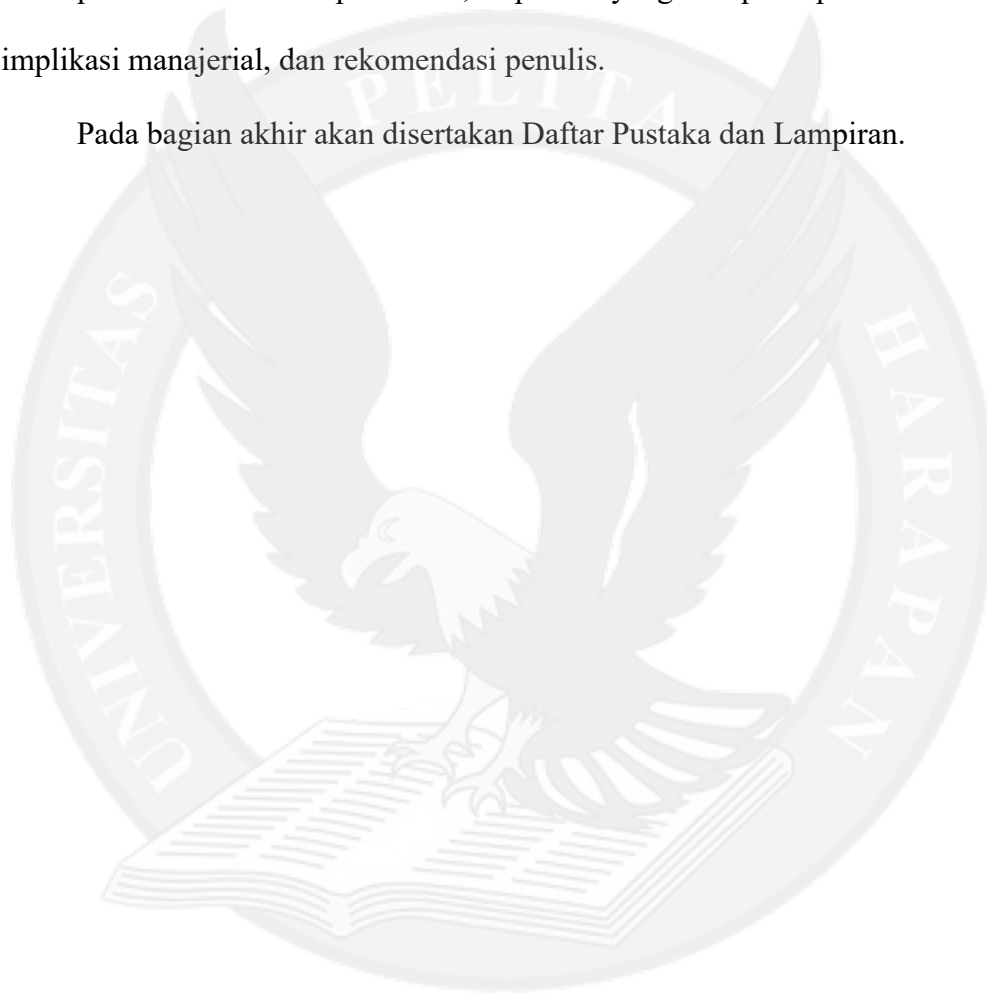 implikasi manajerial, dan rekomendasi penulis.
Pada bagian akhir akan disertakan Daftar Pustaka dan Lampiran.
UNIVERSITAS PELITA HARAPAN